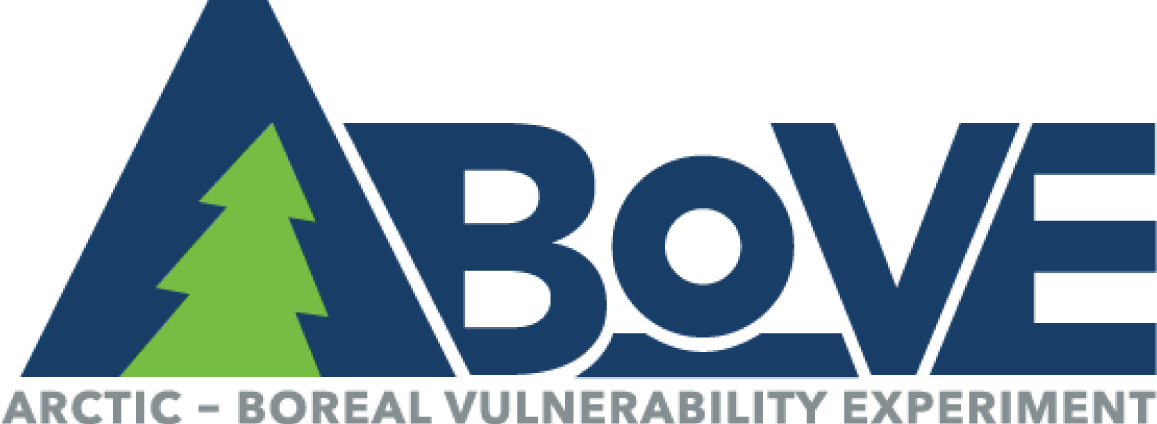 ABoVE
ARCTIC – BOREAL VULNERABILITY EXPERIMENT